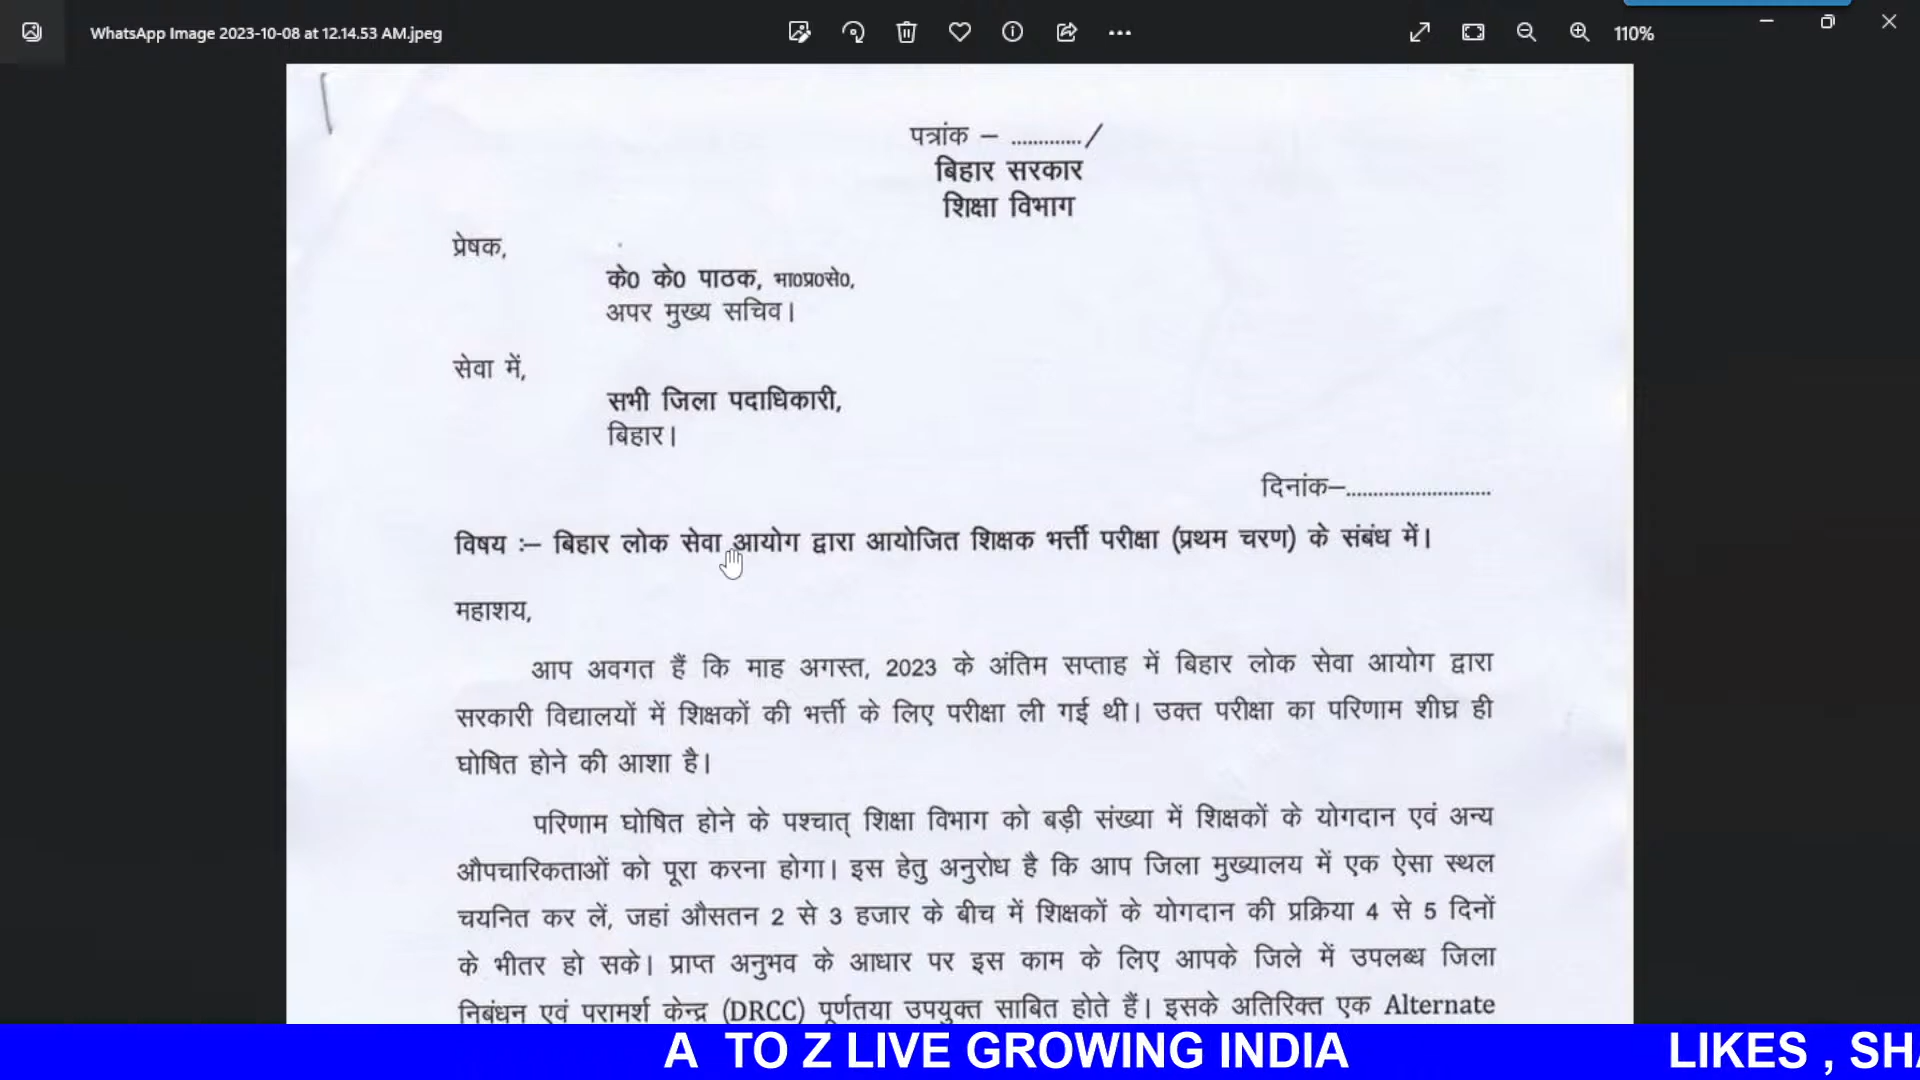 WhatsApp Image 2023-10-08 at 12.14.53 AM.jpeg
110%
पत्रांक – ............./
बिहार सरकार
शिक्षा विभाग
प्रेषक,
के0 के0 पाठक, भा0प्र0से0,
अपर मुख्य सचिव।
सेवा में,
सभी जिला पदाधिकारी,
बिहार।
दिनांक–...........................
विषय :– बिहार लोक सेवा आयोग द्वारा आयोजित शिक्षक भर्त्ती परीक्षा (प्रथम चरण) के संबंध में।
महाशय,
आप अवगत हैं कि माह अगस्त, 2023 के अंतिम सप्ताह में बिहार लोक सेवा आयोग द्वारा
सरकारी विद्यालयों में शिक्षकों की भर्त्ती के लिए परीक्षा ली गई थी। उक्त परीक्षा का परिणाम शीघ्र ही
घोषित होने की आशा है।
परिणाम घोषित होने के पश्चात् शिक्षा विभाग को बड़ी संख्या में शिक्षकों के योगदान एवं अन्य
औपचारिकताओं को पूरा करना होगा। इस हेतु अनुरोध है कि आप जिला मुख्यालय में एक ऐसा स्थल
चयनित कर लें, जहां औसतन 2 से 3 हजार के बीच में शिक्षकों के योगदान की प्रक्रिया 4 से 5 दिनों
के भीतर हो सके। प्राप्त अनुभव के आधार पर इस काम के लिए आपके जिले में उपलब्ध जिला
निबंधन एवं परामर्श केन्द्र (DRCC) पूर्णतया उपयुक्त साबित होते हैं। इसके अतिरिक्त एक Alternate
A TO Z LIVE GROWING INDIA
LIKES , SHA